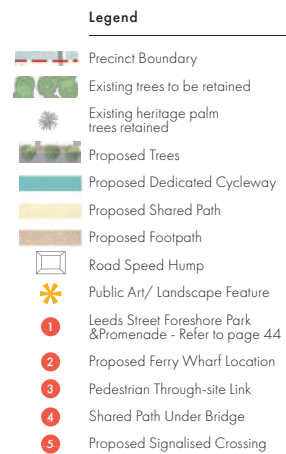 Legend
Precinct Boundary
Existing trees to be retained
Existing heritage palm
trees retained
Proposed Trees
Proposed Dedicated Cycleway
Proposed Shared Path
Proposed Footpath
Road Speed Hump
Public Art/ Landscape Feature
1 Leeds Street Foreshore Park
&Promenade - Refer to page 44
2 Proposed Ferry Wharf Location
3 Pedestrian Through-site Link
4 Shared Path Under Bridge
5 Proposed Signalised Crossing